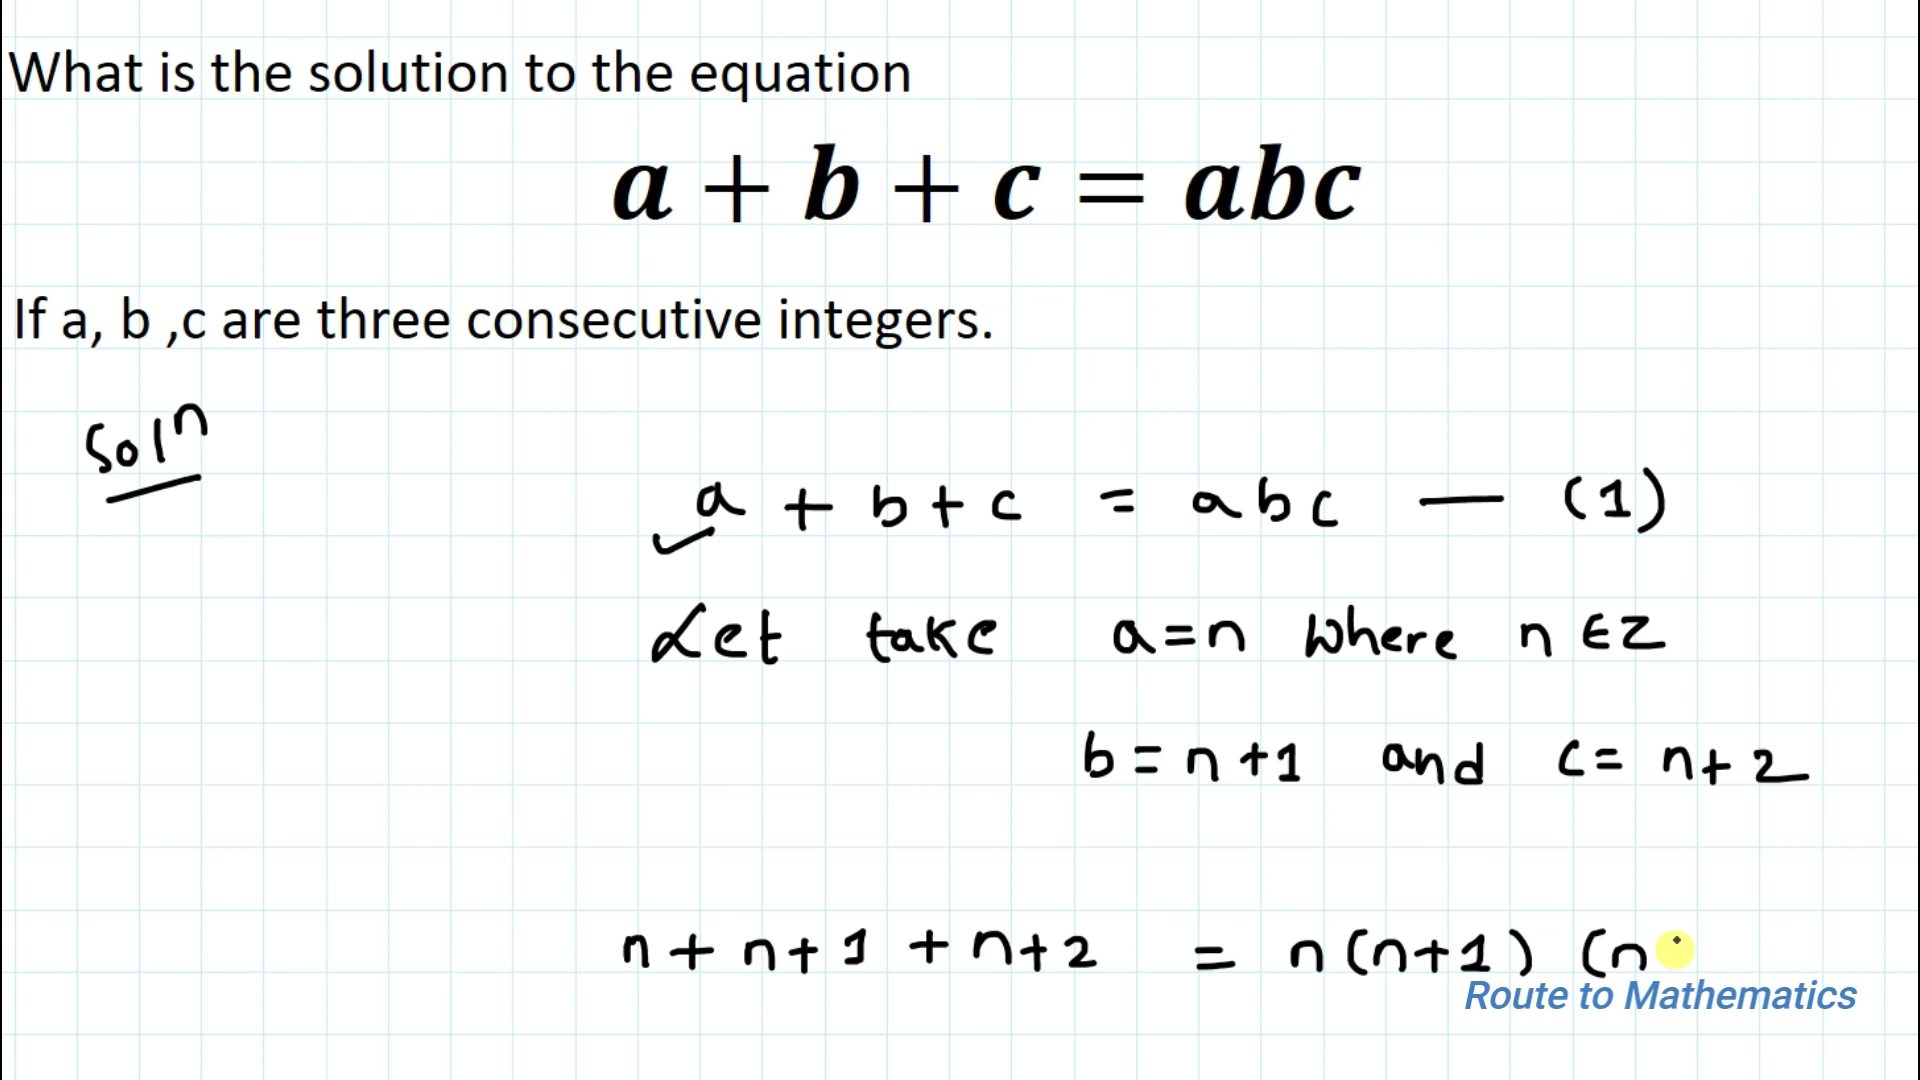 What is the solution to the equation
a + b + c = abc
If a, b ,c are three consecutive integers.
Solⁿ
a + b + c = abc — (1)
Let take a=n where n ∈ Z
b = n+1 and c = n+2
n + n+1 + n+2 = n(n+1) (n
Route to Mathematics